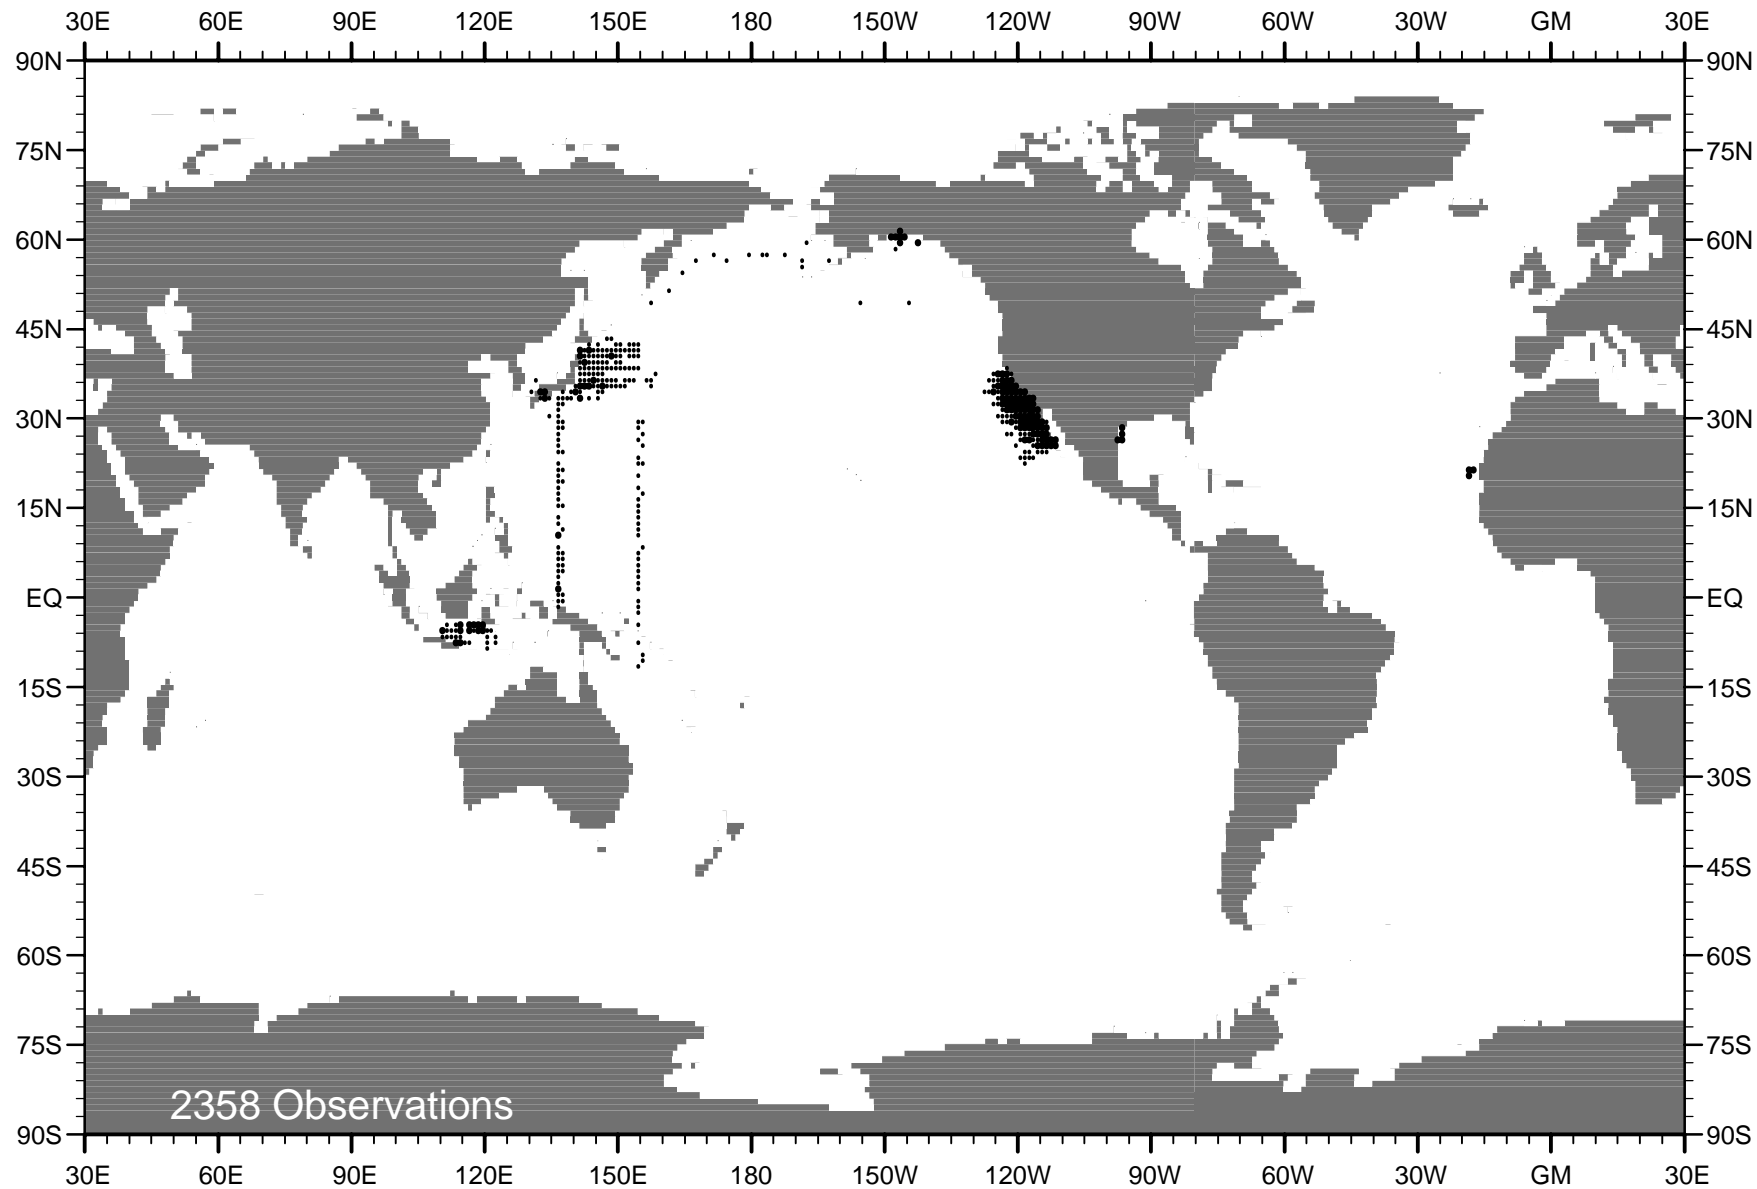 30E 60E 90E 120E 150E 180 150W 120W 90W 60W 30W GM 30E
90N 90N
75N 75N
60N 60N
45N 45N
30N 30N
15N 15N
EQ EQ
15S 15S
30S 30S
45S 45S
60S 60S
75S 75S
2358 Observations
90S 90S
30E 60E 90E 120E 150E 180 150W 120W 90W 60W 30W GM 30E